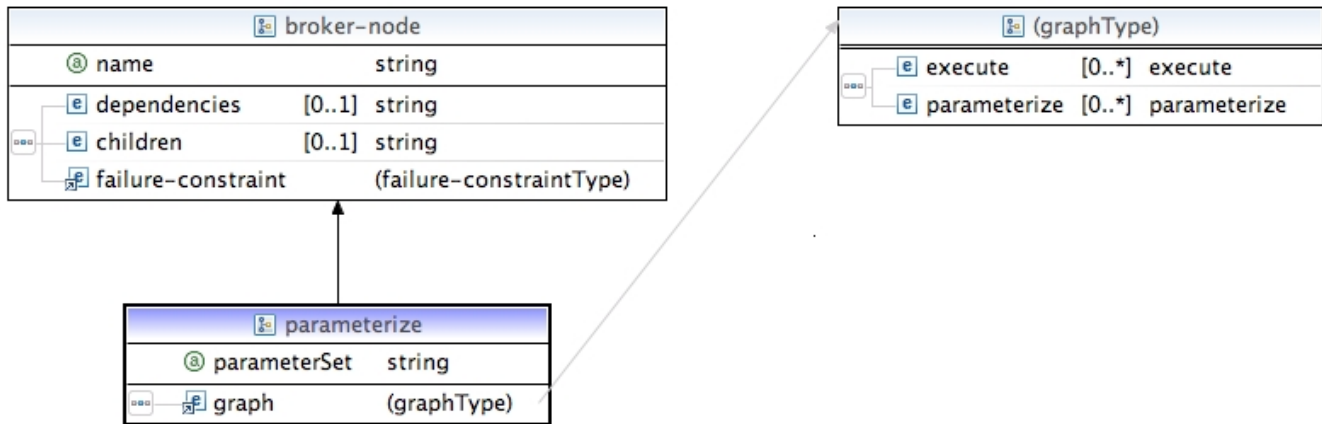 broker-node
name string
dependencies [0..1] string
children [0..1] string
failure-constraint (failure-constraintType)
(graphType)
execute [0..*] execute
parameterize [0..*] parameterize
parameterize
parameterSet string
graph (graphType)